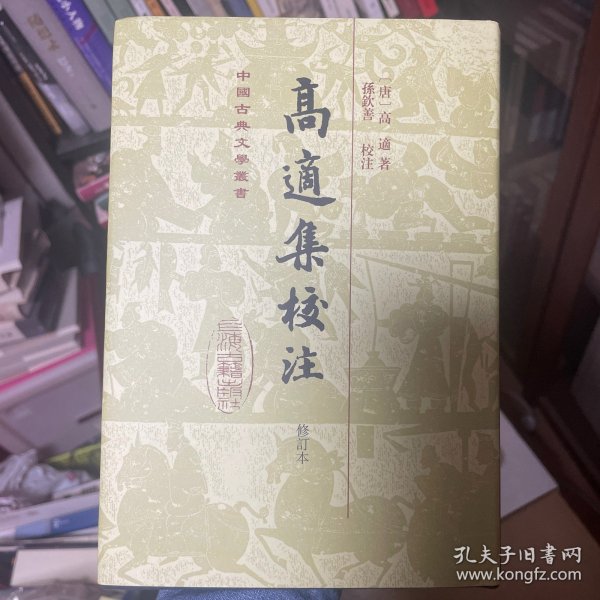 〔唐〕高適著
孫欽善 校注
高適集校注
修訂本
中國古典文學叢書
上海古籍出版社
孔夫子旧书网
www.kongfz.com